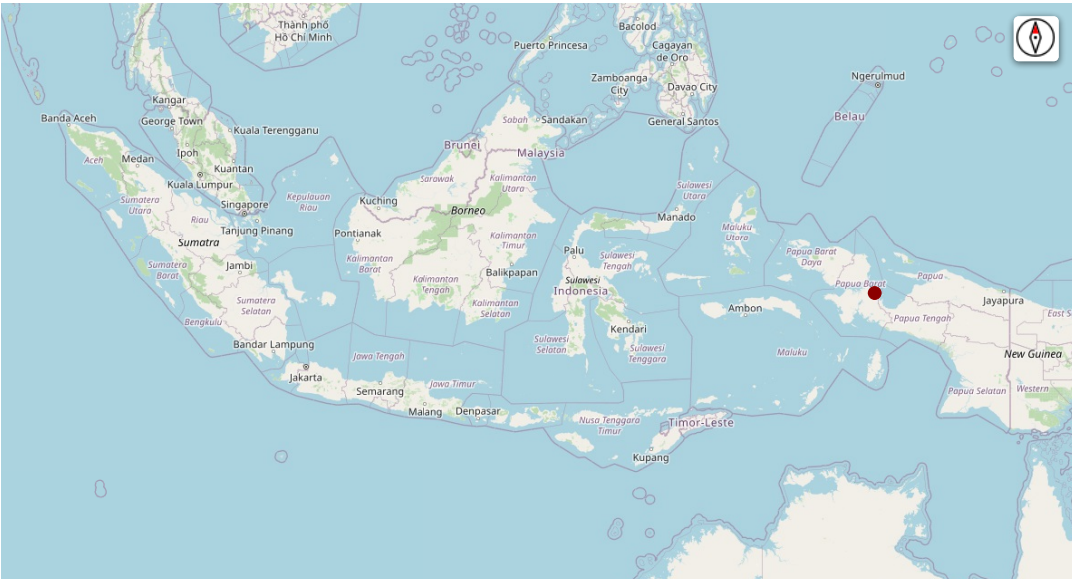 Thành phố
Hồ Chí Minh
Bacolod
Puerto Princesa
Cagayan
de Oro
Zamboanga
City
Davao City
Ngerulmud
Kangar
Banda Aceh
George Town
Kuala Terengganu
Sabah
Sandakan
General Santos
Belau
Ipoh
Brunei
Malaysia
Aceh
Medan
Kuantan
Kuala Lumpur
Sarawak
Kalimantan
Utara
Sulawesi
Utara
Kepulauan
Riau
Sumatera
Utara
Singapore
Kuching
Borneo
Riau
Manado
Maluku
Utara
Tanjung Pinang
Pontianak
Kalimantan
Timur
Sumatra
Palu
Sulawesi
Tengah
Papua Barat
Daya
Sumatera
Barat
Jambi
Kalimantan
Barat
Balikpapan
Kalimantan
Tengah
Sulawesi
Indonesia
Papua Barat
Papua
Sumatera
Selatan
Kalimantan
Selatan
Ambon
Jayapura
Bengkulu
Kendari
Papua Tengah
East S
Bandar Lampung
Sulawesi
Selatan
Sulawesi
Tenggara
Maluku
New Guinea
Jawa Tengah
Jakarta
Semarang
Jawa Timur
Papua Selatan
Western
Malang
Denpasar
Nusa Tenggara
Timur
Timor-Leste
Kupang